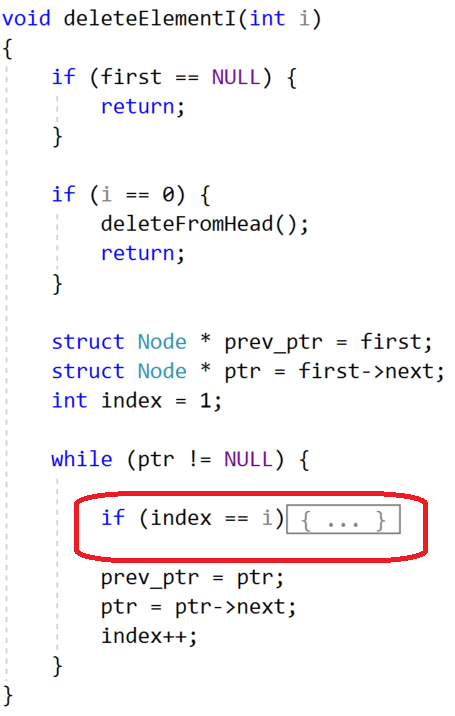 void deleteElementI(int i)
{
    if (first == NULL) {
        return;
    }
    if (i == 0) {
        deleteFromHead();
        return;
    }
    struct Node * prev_ptr = first;
    struct Node * ptr = first->next;
    int index = 1;
    while (ptr != NULL) {
        if (index == i){ ... }
        prev_ptr = ptr;
        ptr = ptr->next;
        index++;
    }
}